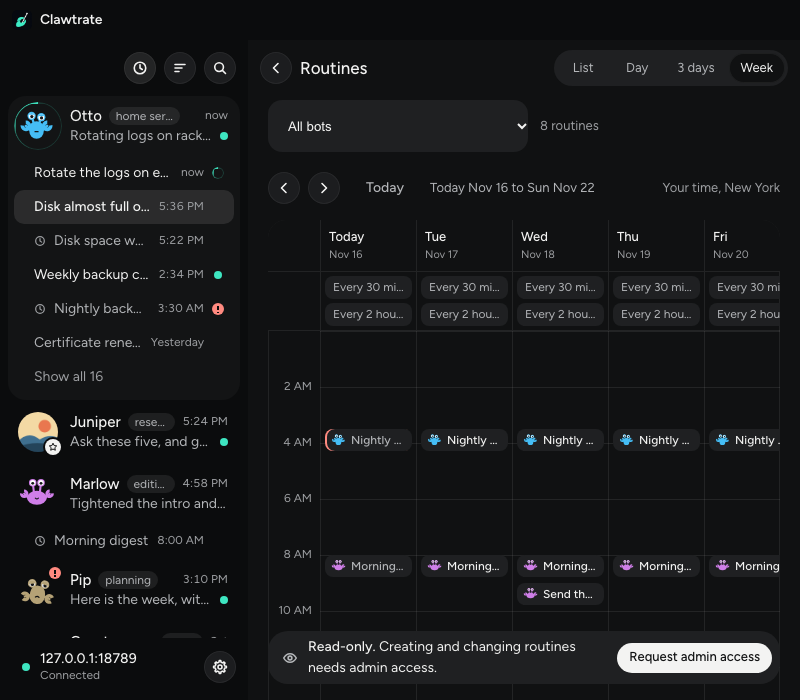 Clawtrate
Otto home ser... now
Rotating logs on rack...
Rotate the logs on e... now
Disk almost full o... 5:36 PM
Disk space w... 5:22 PM
Weekly backup c... 2:34 PM
Nightly back... 3:30 AM
Certificate rene... Yesterday
Show all 16
Juniper rese... 5:24 PM
Ask these five, and g...
Marlow editi... 4:58 PM
Tightened the intro and...
Morning digest 8:00 AM
Pip planning 3:10 PM
Here is the week, wit...
127.0.0.1:18789
Connected
Routines
List Day 3 days Week
All bots 8 routines
Today Today Nov 16 to Sun Nov 22 Your time, New York
Today Tue Wed Thu Fri
Nov 16 Nov 17 Nov 18 Nov 19 Nov 20
Every 30 mi... Every 30 mi... Every 30 mi... Every 30 mi... Every 30 mi
Every 2 hou... Every 2 hou... Every 2 hou... Every 2 hou... Every 2 hou
2 AM
4 AM Nightly ... Nightly ... Nightly ... Nightly ... Nightly .
6 AM
8 AM Morning... Morning... Morning... Morning... Morning
Send th...
10 AM
Read-only. Creating and changing routines
needs admin access.
Request admin access